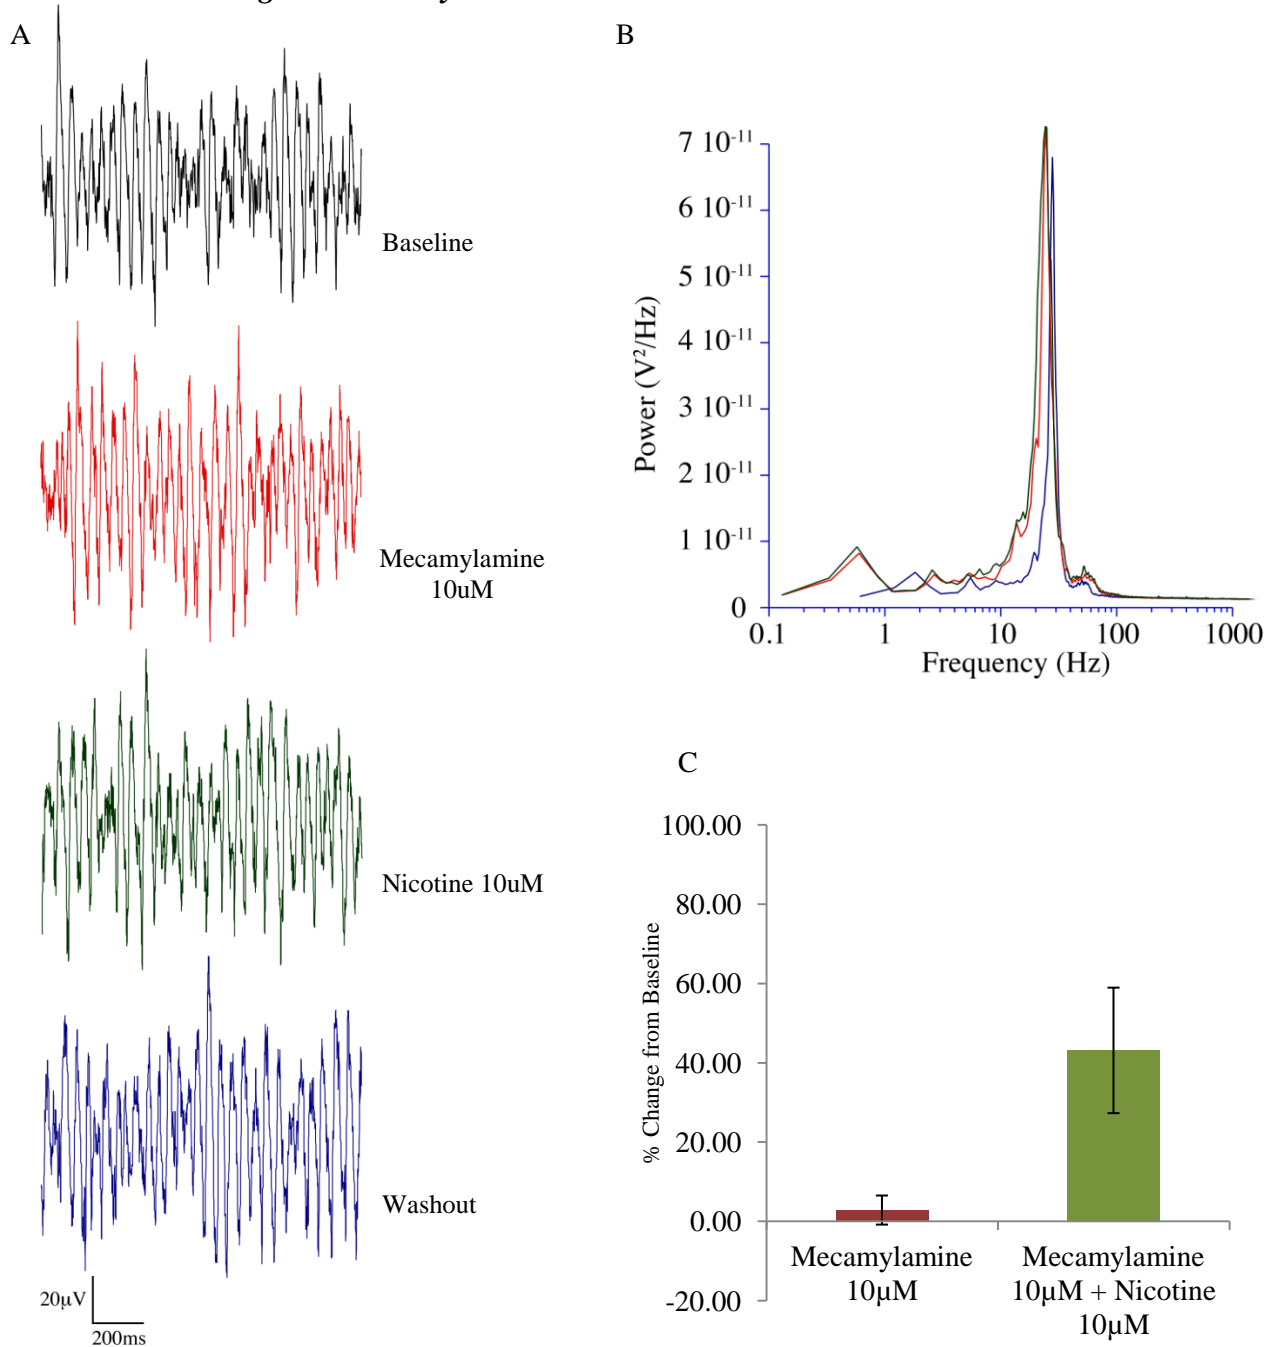 A
Baseline
Mecamylamine
10uM
Nicotine 10uM
Washout
20µV
200ms
B
7 10⁻¹¹
6 10⁻¹¹
5 10⁻¹¹
4 10⁻¹¹
3 10⁻¹¹
2 10⁻¹¹
1 10⁻¹¹
0
Power (V²/Hz)
0.1 1 10 100 1000
Frequency (Hz)
C
100.00
80.00
60.00
40.00
20.00
0.00
-20.00
% Change from Baseline
Mecamylamine
10µM
Mecamylamine
10µM + Nicotine
10µM